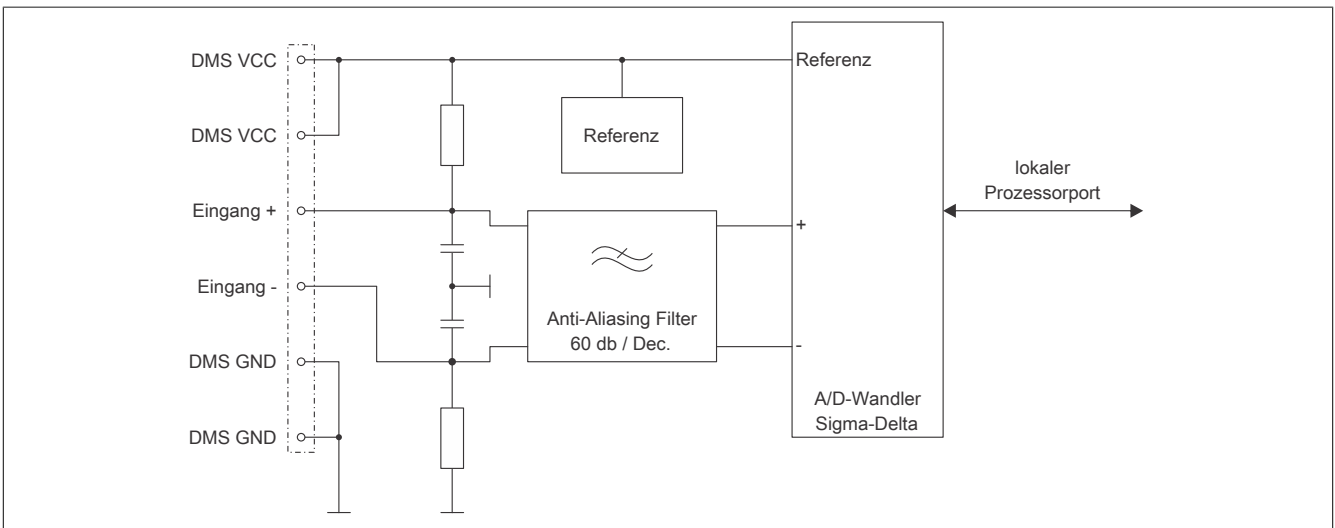 DMS VCC
Referenz
DMS VCC
Referenz
lokaler
Prozessorport
Eingang +
+
Eingang -
Anti-Aliasing Filter
60 db / Dec.
-
DMS GND
A/D-Wandler
Sigma-Delta
DMS GND